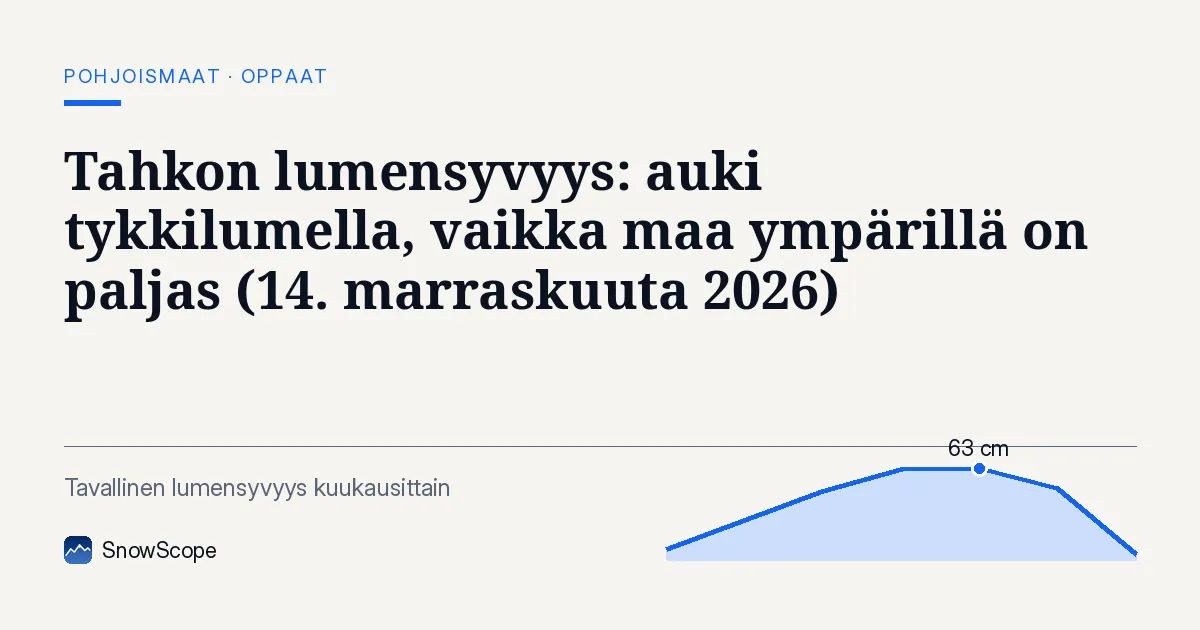 POHJOISMAAT · OPPAAT
Tahkon lumensyvyys: auki
tykkilumella, vaikka maa ympärillä on
paljas (14. marraskuuta 2026)
63 cm
Tavallinen lumensyvyys kuukausittain
SnowScope